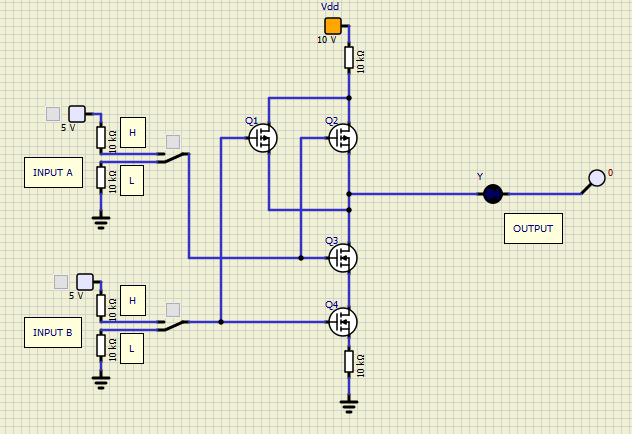 Vdd
10 V
10 kΩ
Q1
Q2
5 V
10 kΩ
H
INPUT A
10 kΩ
L
Y
0
OUTPUT
Q3
5 V
10 kΩ
H
INPUT B
10 kΩ
L
Q4
10 kΩ